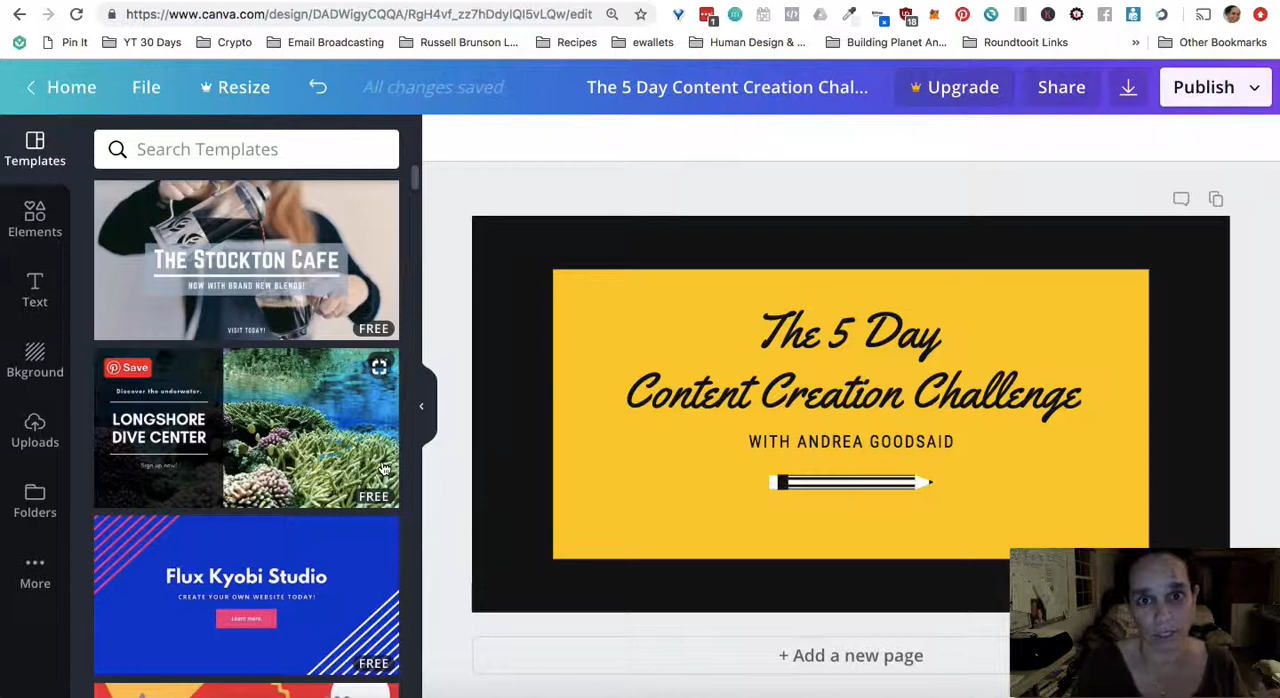 https://www.canva.com/design/DADWigyCQQA/RgH4vf_zz7hDdylQI5vLQw/edit
1
18
Pin It
YT 30 Days
Crypto
Email Broadcasting
Russell Brunson L...
Recipes
ewallets
Human Design & ...
Building Planet An...
Roundtooit Links
»
Other Bookmarks
Home
File
Resize
All changes saved
The 5 Day Content Creation Chal...
Upgrade
Share
Publish
Templates
Elements
Text
Bkground
Uploads
Folders
More
Search Templates
THE STOCKTON CAFE
NOW WITH BRAND NEW BLENDS!
VISIT TODAY!
FREE
Save
Discover the underwater.
LONGSHORE
DIVE CENTER
Sign up now!
FREE
Flux Kyobi Studio
CREATE YOUR OWN WEBSITE TODAY!
Learn more.
FREE
The 5 Day
Content Creation Challenge
WITH ANDREA GOODSAID
+ Add a new page